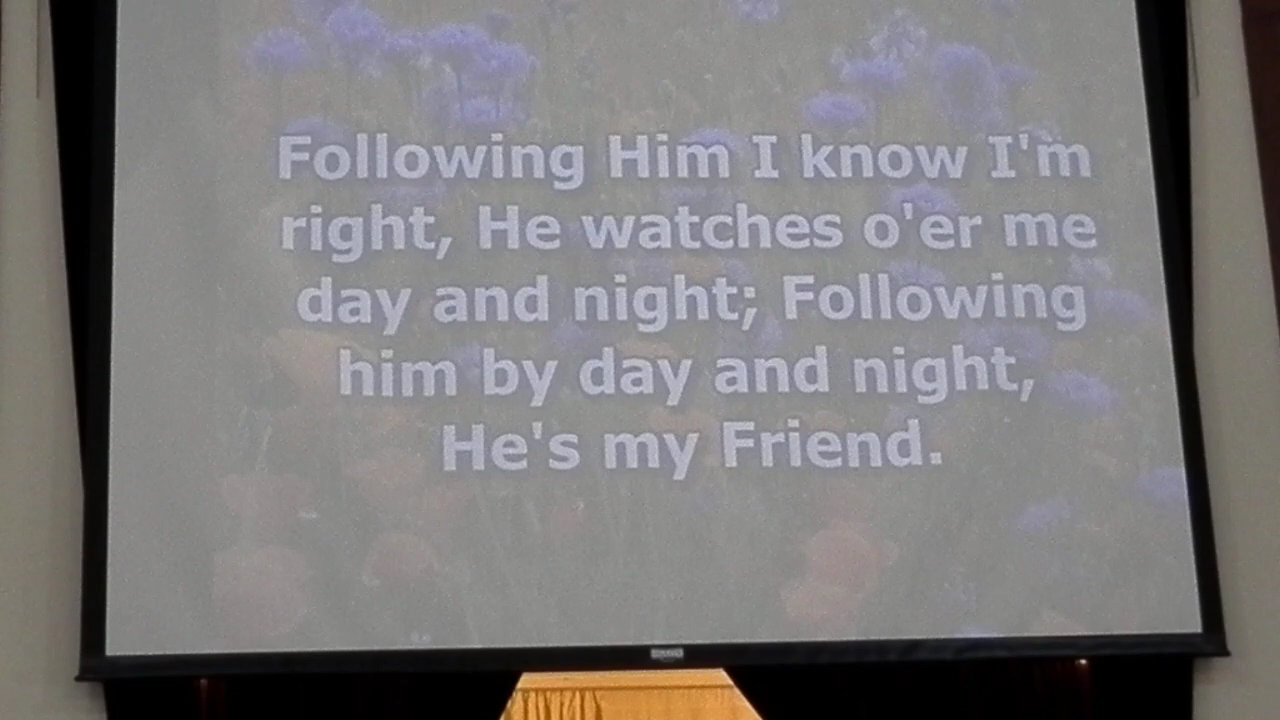 Following Him I know I'm
right, He watches o'er me
day and night; Following
him by day and night,
He's my Friend.